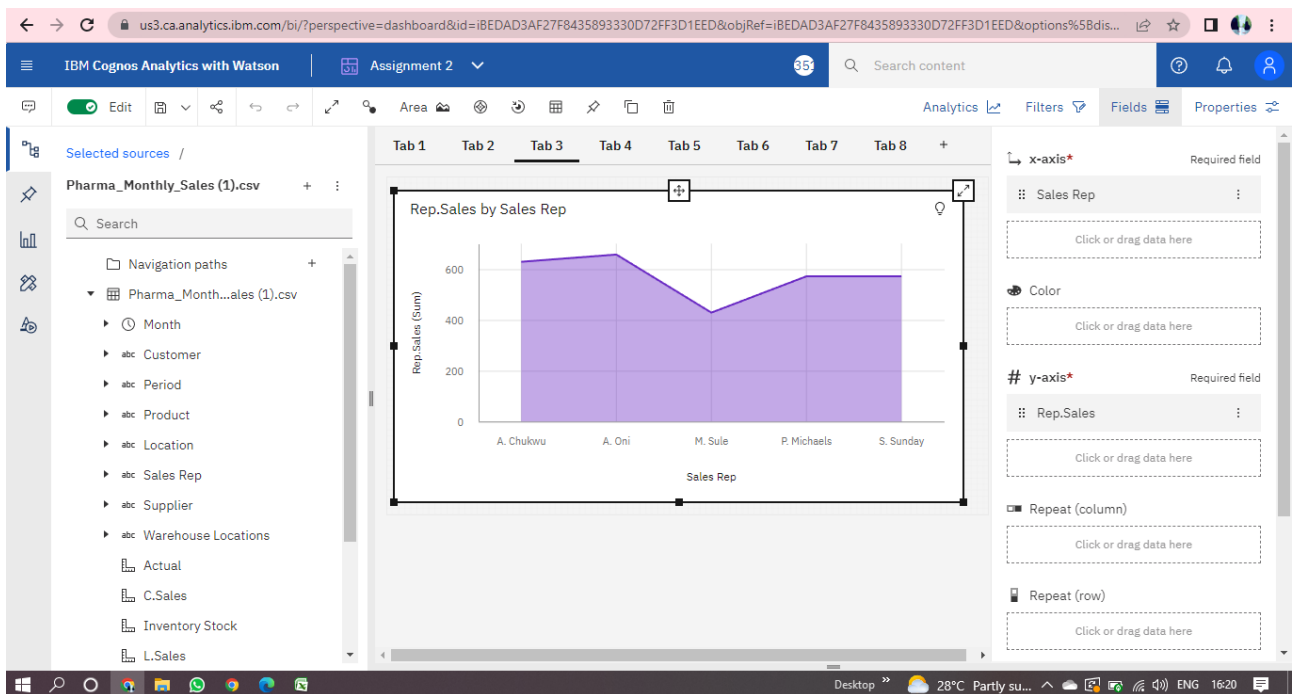 us3.ca.analytics.ibm.com/bi/?perspective=dashboard&id=iBEDAD3AF27F8435893330D72FF3D1EED&objRef=iBEDAD3AF27F8435893330D72FF3D1EED&options%5Bdis...
IBM Cognos Analytics with Watson
Assignment 2
Search content
Edit
Area
Analytics
Filters
Fields
Properties
Selected sources /
Pharma_Monthly_Sales (1).csv
Search
Navigation paths
Pharma_Month...ales (1).csv
Month
abc Customer
abc Period
abc Product
abc Location
abc Sales Rep
abc Supplier
abc Warehouse Locations
Actual
C.Sales
Inventory Stock
L.Sales
Tab 1 Tab 2 Tab 3 Tab 4 Tab 5 Tab 6 Tab 7 Tab 8 +
Rep.Sales by Sales Rep
Rep.Sales (Sum)
600
400
200
0
A. Chukwu A. Oni M. Sule P. Michaels S. Sunday
Sales Rep
x-axis* Required field
Sales Rep
Click or drag data here
Color
Click or drag data here
# y-axis* Required field
Rep.Sales
Click or drag data here
Repeat (column)
Click or drag data here
Repeat (row)
Click or drag data here
Desktop » 28°C Partly su... ENG 16:20